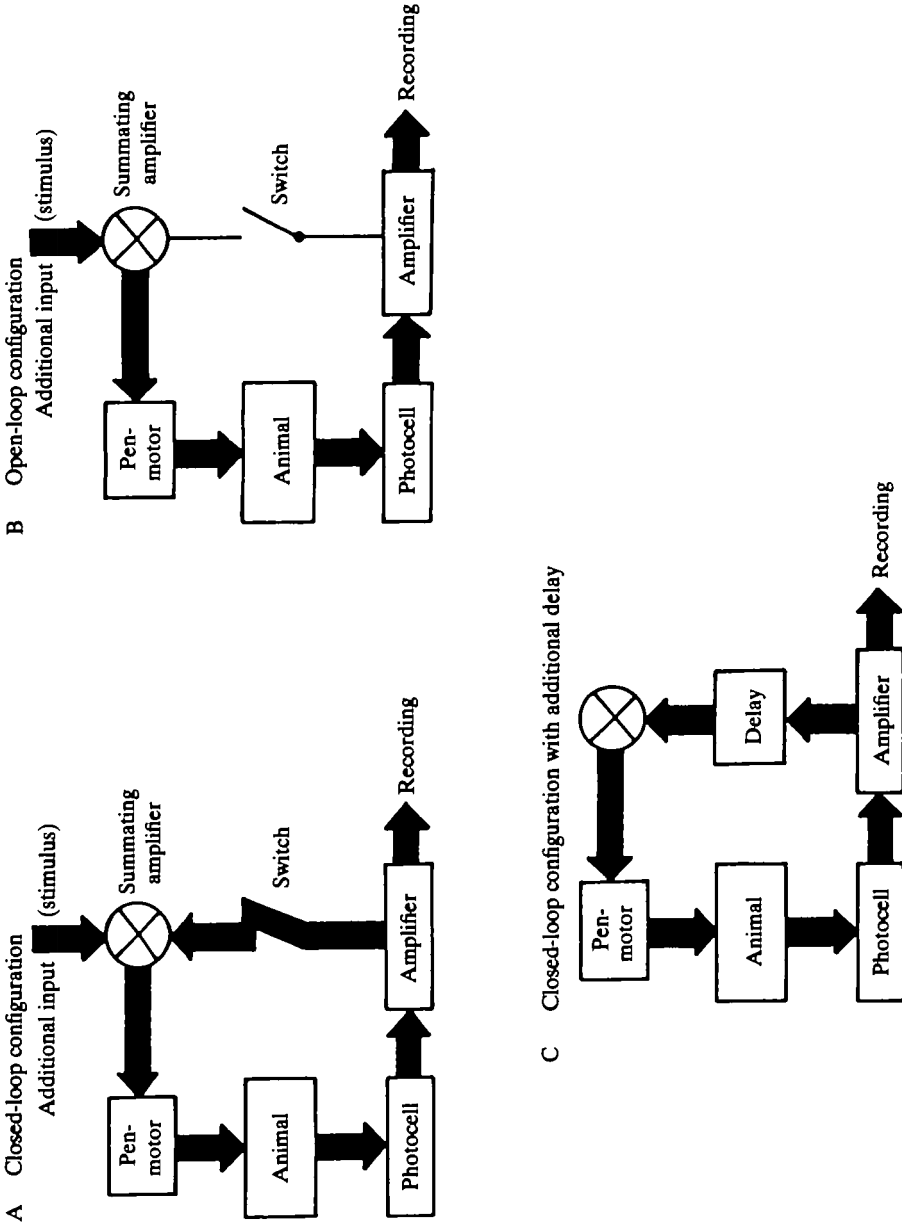 A Closed-loop configuration
Additional input (stimulus)
Summating
amplifier
Pen-
motor
Switch
Animal
Photocell
Amplifier
Recording
B Open-loop configuration
Additional input (stimulus)
Summating
amplifier
Pen-
motor
Switch
Animal
Photocell
Amplifier
Recording
C Closed-loop configuration with additional delay
Pen-
motor
Delay
Animal
Photocell
Amplifier
Recording